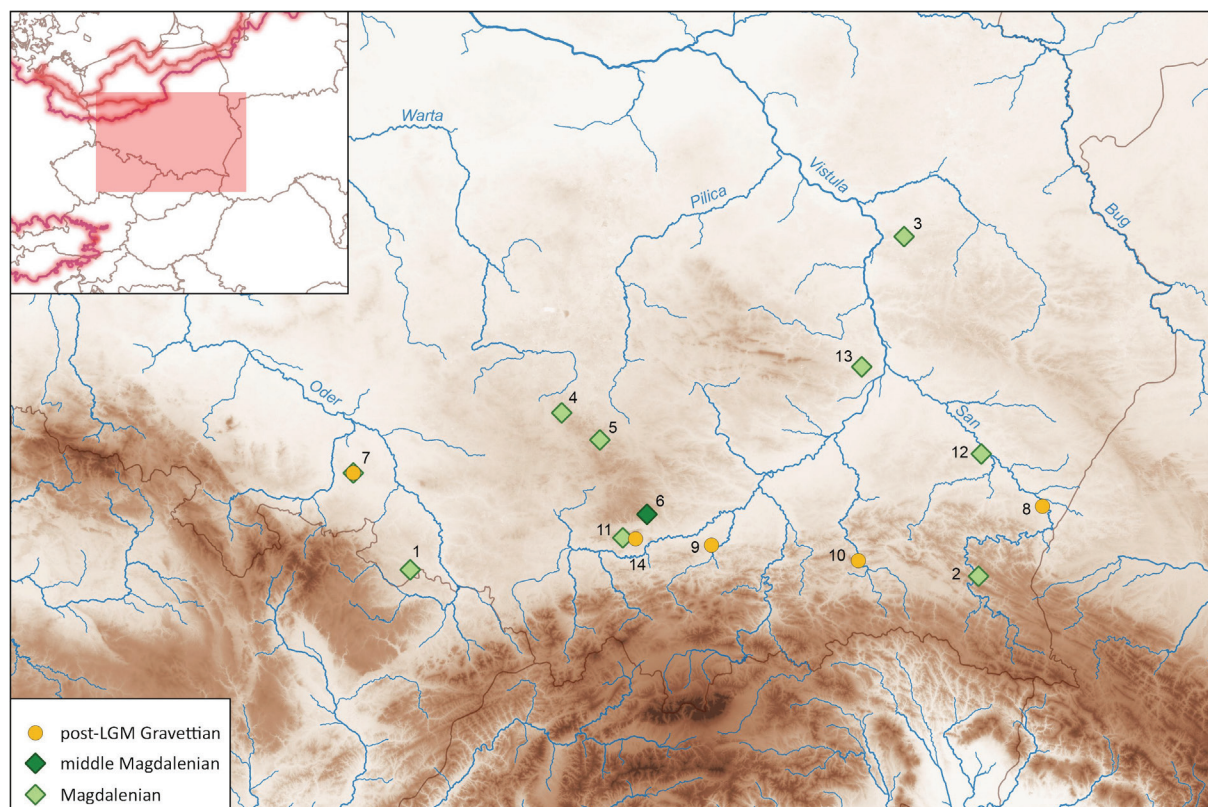 Warta
Vistula
Pilica
Bug
3
13
Oder
4
San
5
12
7
6
8
11
9
14
10
1
2
post-LGM Gravettian
middle Magdalenian
Magdalenian